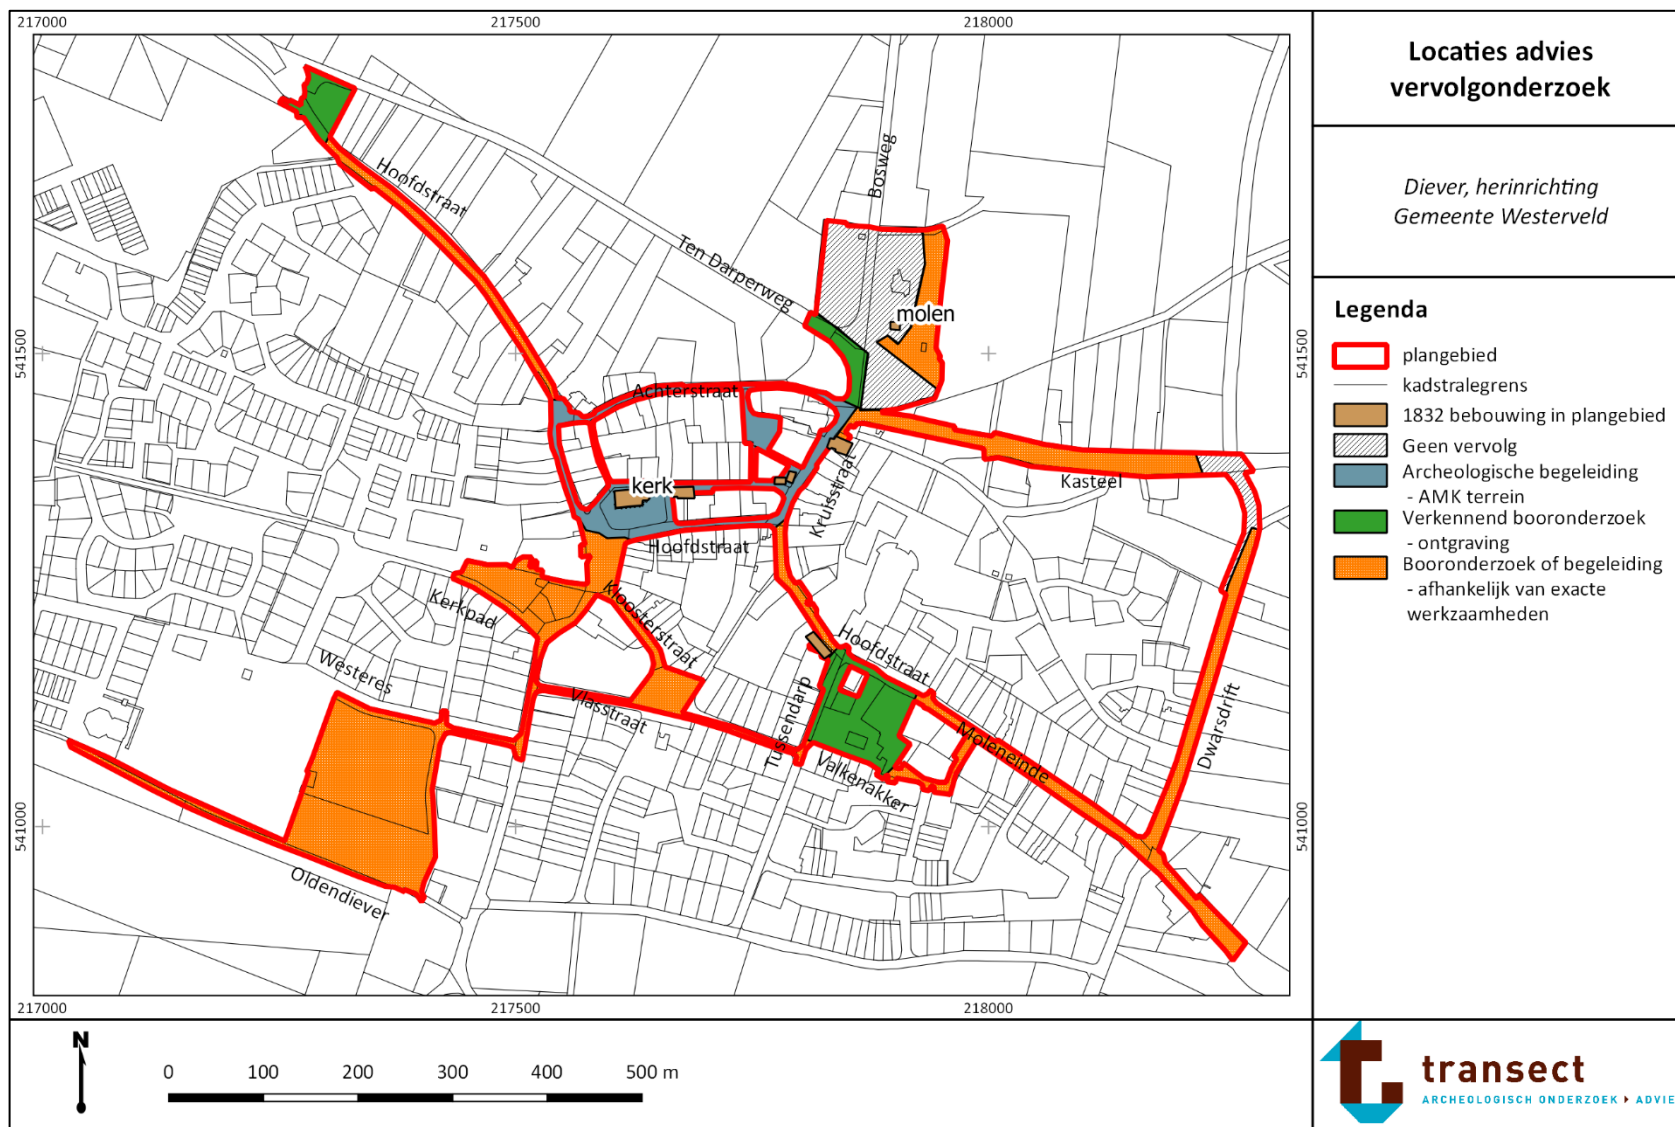 217000
217500
218000
541500
541500
541000
541000
217000
217500
218000
Hoofdstraat
Ten Darperweg
Bosweg
molen
Achterstraat
kerk
Kruisstraat
Kasteel
Hoofdstraat
Kerkpad
Kloosterstraat
Westeres
Vlasstraat
Tussendarp
Hoofdstraat
Valkenakker
Moleneinde
Dwarsdrift
Oldendiever
Locaties advies
vervolgonderzoek
Diever, herinrichting
Gemeente Westerveld
Legenda
plangebied
kadstralegrens
1832 bebouwing in plangebied
Geen vervolg
Archeologische begeleiding
- AMK terrein
Verkennend booronderzoek
- ontgraving
Booronderzoek of begeleiding
- afhankelijk van exacte
werkzaamheden
N
0 100 200 300 400 500 m
transect
ARCHEOLOGISCH ONDERZOEK ▸ ADVIE